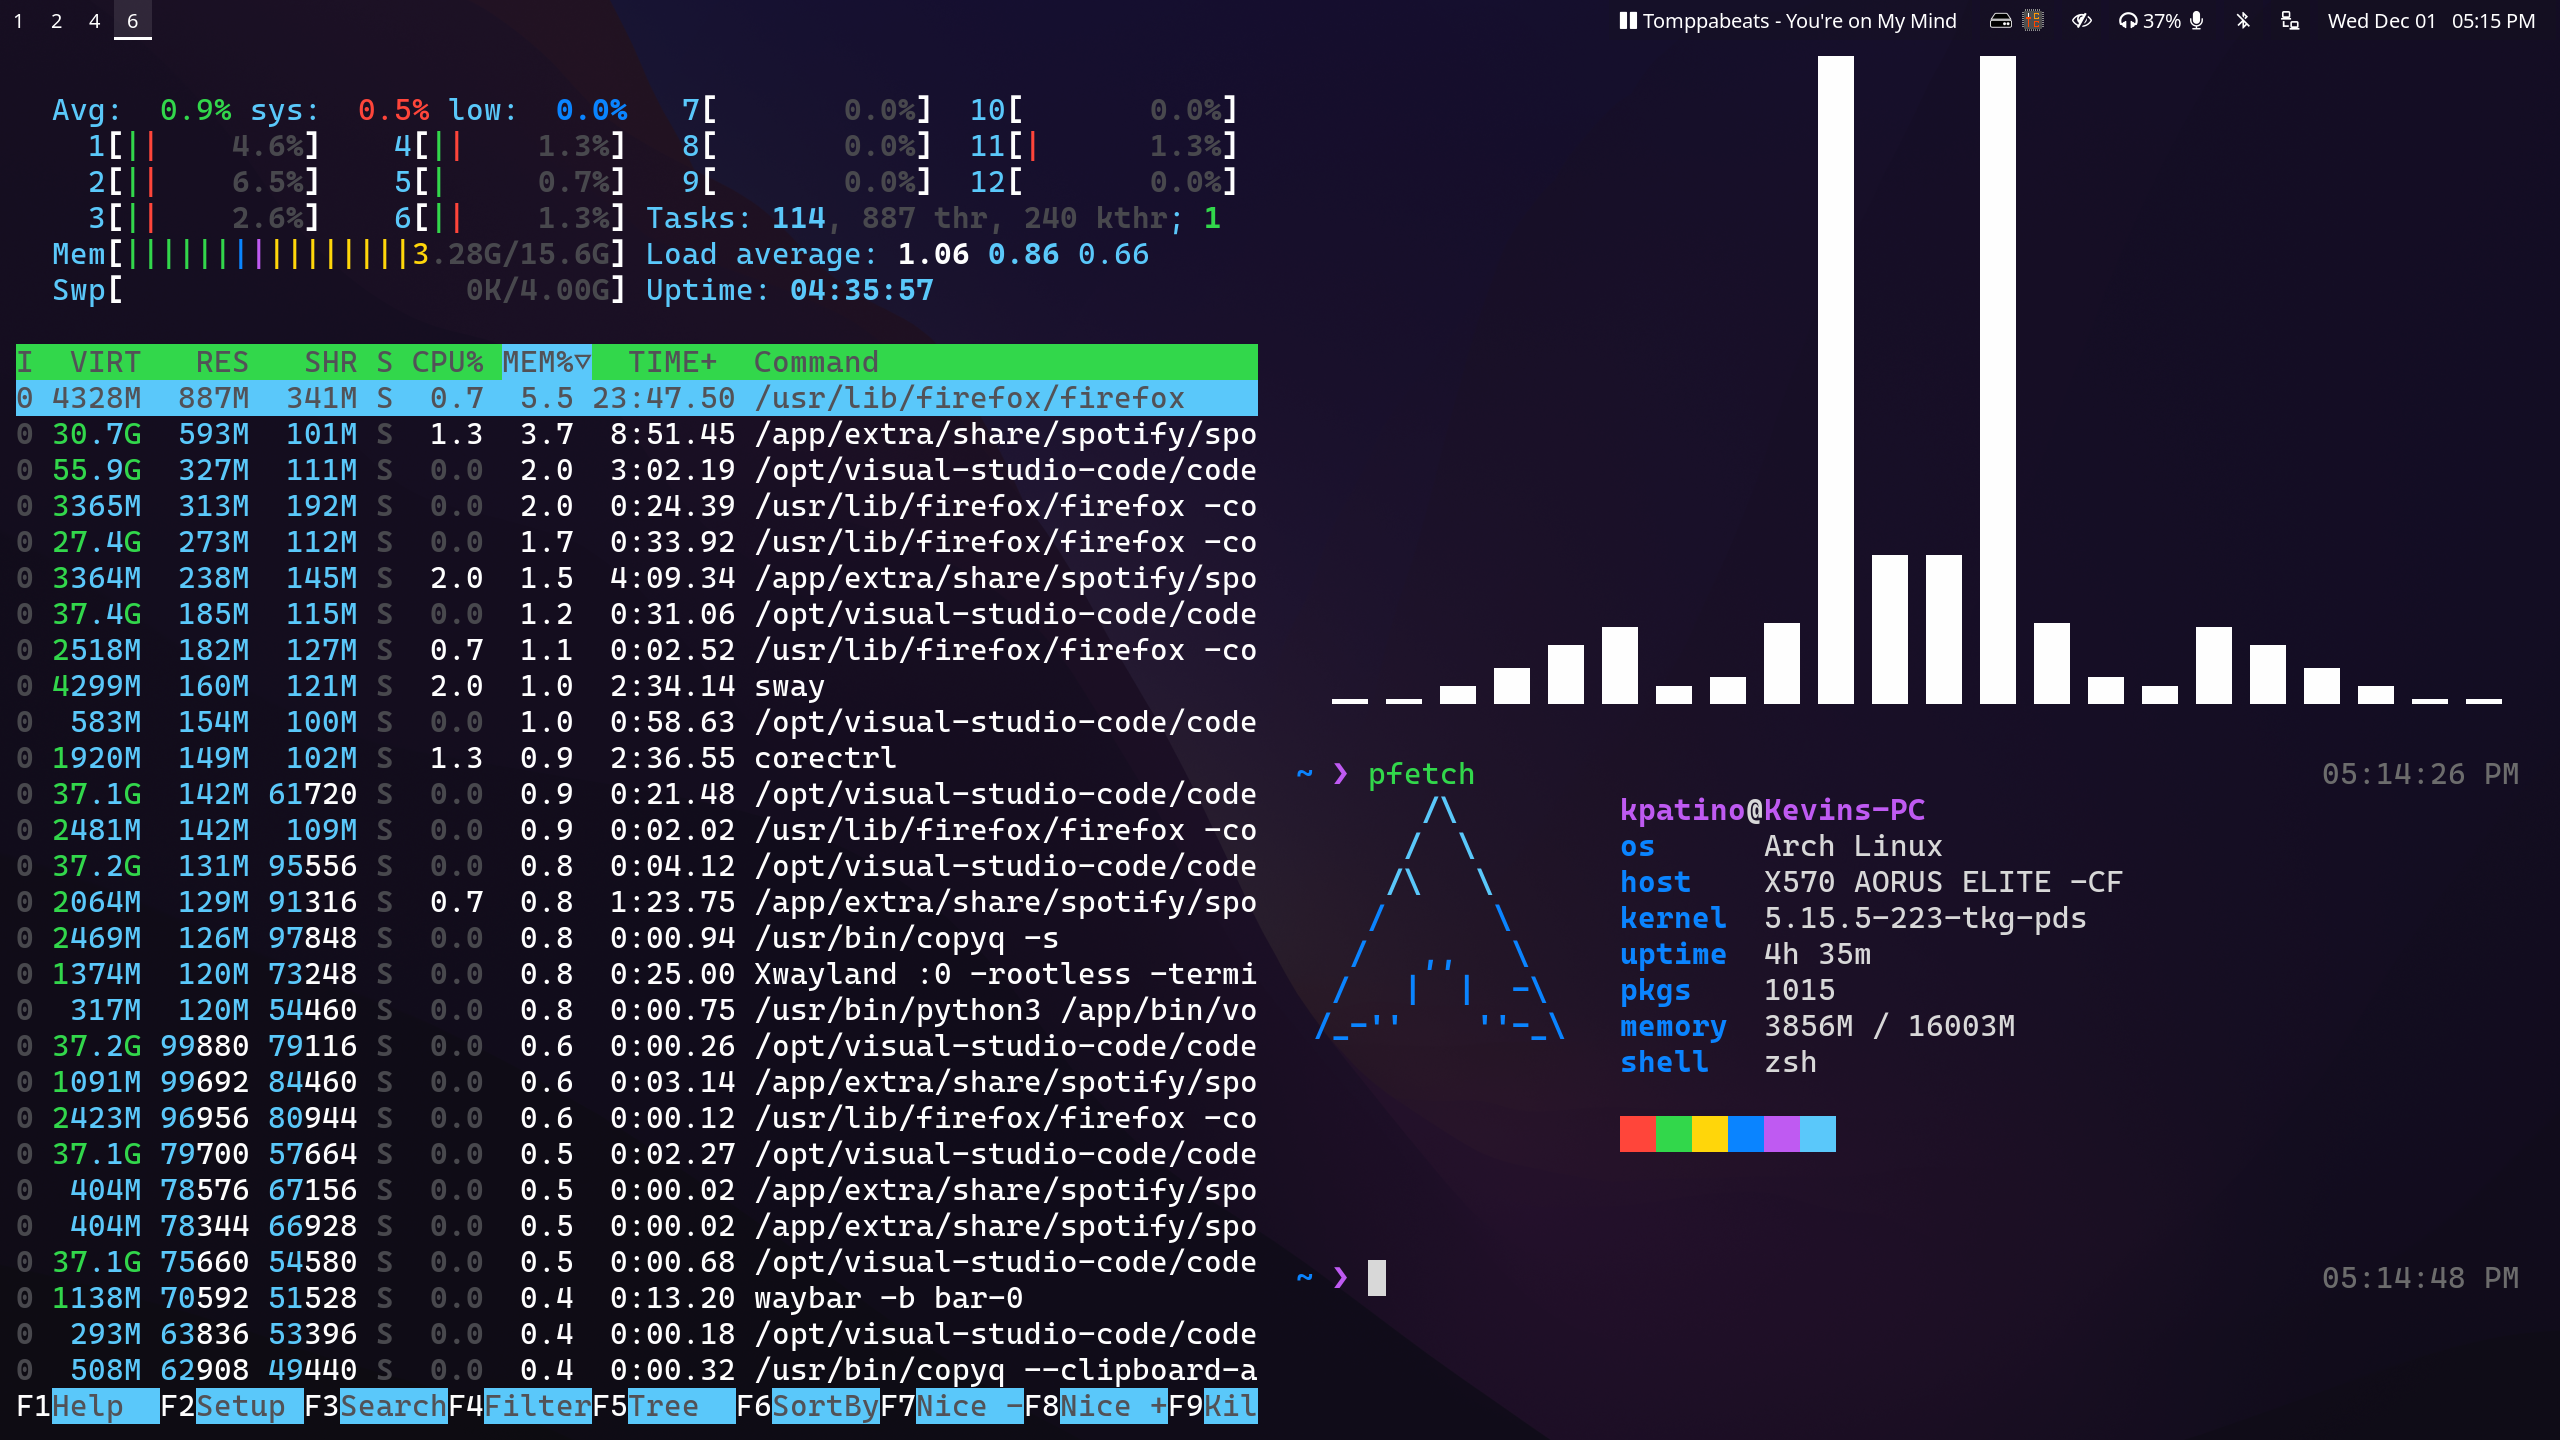 1 2 4 6
Tomppabeats - You're on My Mind 37% Wed Dec 01 05:15 PM
Avg: 0.9% sys: 0.5% low: 0.0% 7[ 0.0%] 10[ 0.0%]
1[|| 4.6%] 4[|| 1.3%] 8[ 0.0%] 11[| 1.3%]
2[|| 6.5%] 5[| 0.7%] 9[ 0.0%] 12[ 0.0%]
3[|| 2.6%] 6[|| 1.3%] Tasks: 114, 887 thr, 240 kthr; 1
Mem[||||||||||||||||3.28G/15.6G] Load average: 1.06 0.86 0.66
Swp[ 0K/4.00G] Uptime: 04:35:57
I VIRT RES SHR S CPU% MEM%▽ TIME+ Command
0 4328M 887M 341M S 0.7 5.5 23:47.50 /usr/lib/firefox/firefox
0 30.7G 593M 101M S 1.3 3.7 8:51.45 /app/extra/share/spotify/spo
0 55.9G 327M 111M S 0.0 2.0 3:02.19 /opt/visual-studio-code/code
0 3365M 313M 192M S 0.0 2.0 0:24.39 /usr/lib/firefox/firefox -co
0 27.4G 273M 112M S 0.0 1.7 0:33.92 /usr/lib/firefox/firefox -co
0 3364M 238M 145M S 2.0 1.5 4:09.34 /app/extra/share/spotify/spo
0 37.4G 185M 115M S 0.0 1.2 0:31.06 /opt/visual-studio-code/code
0 2518M 182M 127M S 0.7 1.1 0:02.52 /usr/lib/firefox/firefox -co
0 4299M 160M 121M S 2.0 1.0 2:34.14 sway
0 583M 154M 100M S 0.0 1.0 0:58.63 /opt/visual-studio-code/code
0 1920M 149M 102M S 1.3 0.9 2:36.55 corectrl
0 37.1G 142M 61720 S 0.0 0.9 0:21.48 /opt/visual-studio-code/code
0 2481M 142M 109M S 0.0 0.9 0:02.02 /usr/lib/firefox/firefox -co
0 37.2G 131M 95556 S 0.0 0.8 0:04.12 /opt/visual-studio-code/code
0 2064M 129M 91316 S 0.7 0.8 1:23.75 /app/extra/share/spotify/spo
0 2469M 126M 97848 S 0.0 0.8 0:00.94 /usr/bin/copyq -s
0 1374M 120M 73248 S 0.0 0.8 0:25.00 Xwayland :0 -rootless -termi
0 317M 120M 54460 S 0.0 0.8 0:00.75 /usr/bin/python3 /app/bin/vo
0 37.2G 99880 79116 S 0.0 0.6 0:00.26 /opt/visual-studio-code/code
0 1091M 99692 84460 S 0.0 0.6 0:03.14 /app/extra/share/spotify/spo
0 2423M 96956 80944 S 0.0 0.6 0:00.12 /usr/lib/firefox/firefox -co
0 37.1G 79700 57664 S 0.0 0.5 0:02.27 /opt/visual-studio-code/code
0 404M 78576 67156 S 0.0 0.5 0:00.02 /app/extra/share/spotify/spo
0 404M 78344 66928 S 0.0 0.5 0:00.02 /app/extra/share/spotify/spo
0 37.1G 75660 54580 S 0.0 0.5 0:00.68 /opt/visual-studio-code/code
0 1138M 70592 51528 S 0.0 0.4 0:13.20 waybar -b bar-0
0 293M 63836 53396 S 0.0 0.4 0:00.18 /opt/visual-studio-code/code
0 508M 62908 49440 S 0.0 0.4 0:00.32 /usr/bin/copyq --clipboard-a
F1Help F2Setup F3SearchF4FilterF5Tree F6SortByF7Nice -F8Nice +F9Kil
~ ❯ pfetch 05:14:26 PM
kpatino@Kevins-PC
os Arch Linux
host X570 AORUS ELITE -CF
kernel 5.15.5-223-tkg-pds
uptime 4h 35m
pkgs 1015
memory 3856M / 16003M
shell zsh
~ ❯ 05:14:48 PM